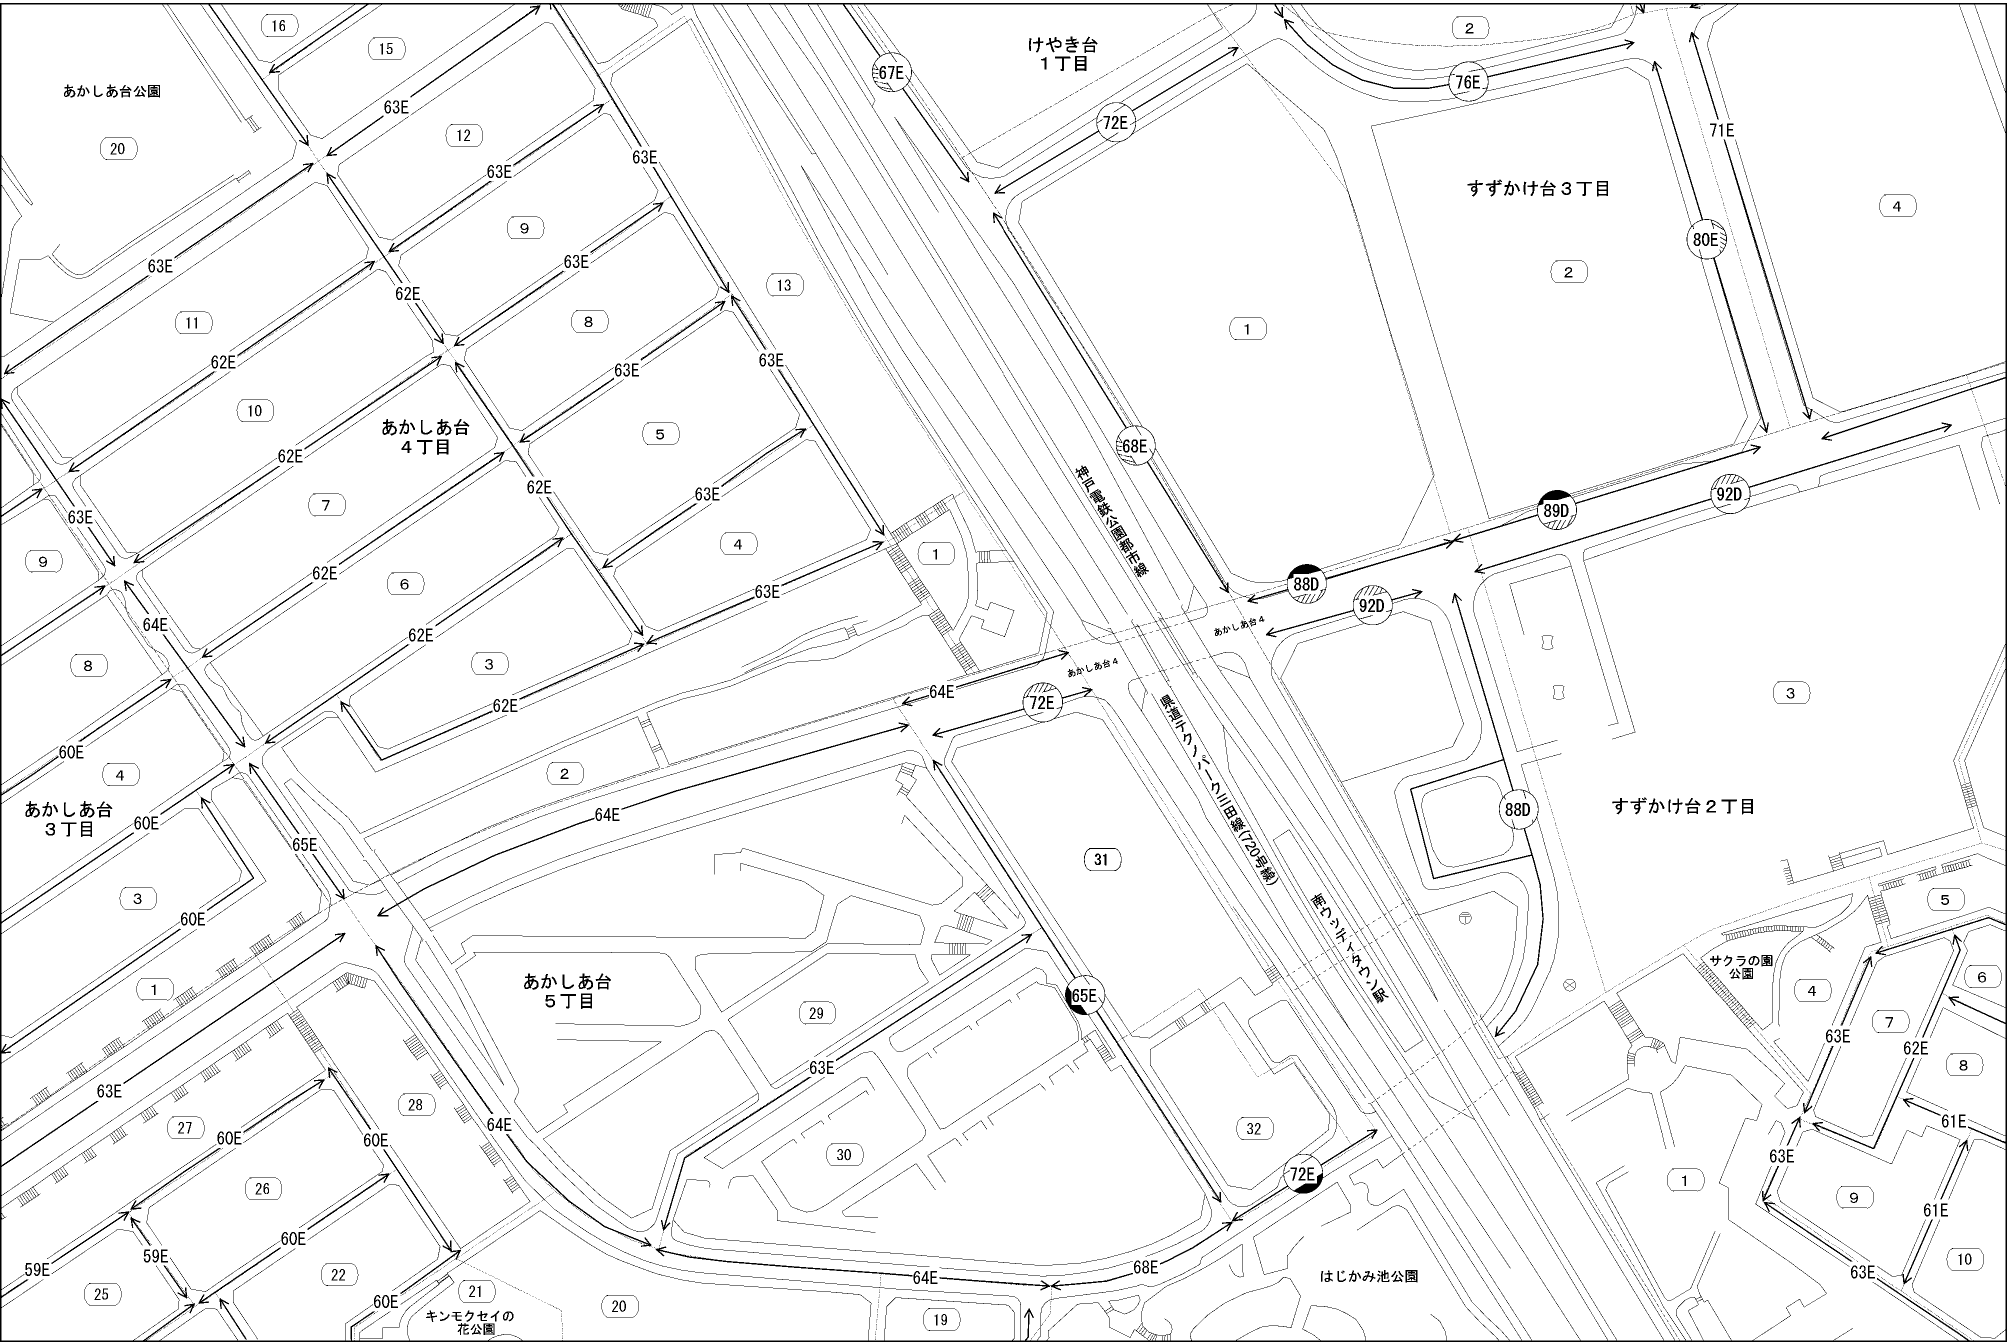 16
15
あかしあ台公園
20
63E
12
63E
63E
9
63E
63E
62E
11
62E
8
63E
13
63E
10
あかしあ台
4丁目
62E
5
62E
63E
7
63E
9
62E
6
4
1
64E
62E
63E
8
3
62E
64E
72E
60E
4
2
あかしあ台
3丁目
60E
65E
64E
3
60E
31
あかしあ台
5丁目
65E
1
29
63E
63E
28
64E
27
60E
60E
30
32
72E
26
60E
59E
59E
25
22
60E
21
キンモクセイの
花公園
20
64E
68E
19
はじかみ池公園
67E
けやき台
1丁目
72E
2
76E
71E
すずかけ台3丁目
80E
4
2
1
68E
神戸電鉄公園都市線
89D
92D
88D
92D
あかしあ台4
あかしあ台4
県道テクノパーク三田線(720号線)
南ウッディタウン駅
3
88D
すずかけ台2丁目
5
サクラの園
公園
6
4
7
63E
62E
8
61E
63E
1
9
61E
10
63E